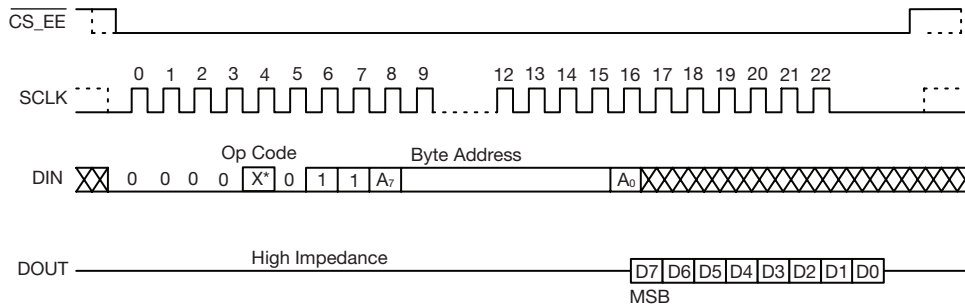 CS_EE
0 1 2 3 4 5 6 7 8 9 12 13 14 15 16 17 18 19 20 21 22
SCLK
Op Code Byte Address
DIN 0 0 0 0 X* 0 1 1 A7 A0
High Impedance
DOUT D7 D6 D5 D4 D3 D2 D1 D0
MSB